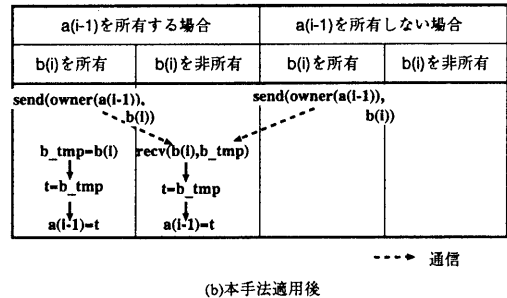 a(i-1)を所有する場合 a(i-1)を所有しない場合
b(i)を所有 b(i)を非所有 b(i)を所有 b(i)を非所有
send(owner(a(i-1)), send(owner(a(i-1)),
b(i)) b(i))
b_tmp=b(i) recv(b(i),b_tmp)
t=b_tmp t=b_tmp
a(i-1)=t a(i-1)=t
通信
(b)本手法適用後